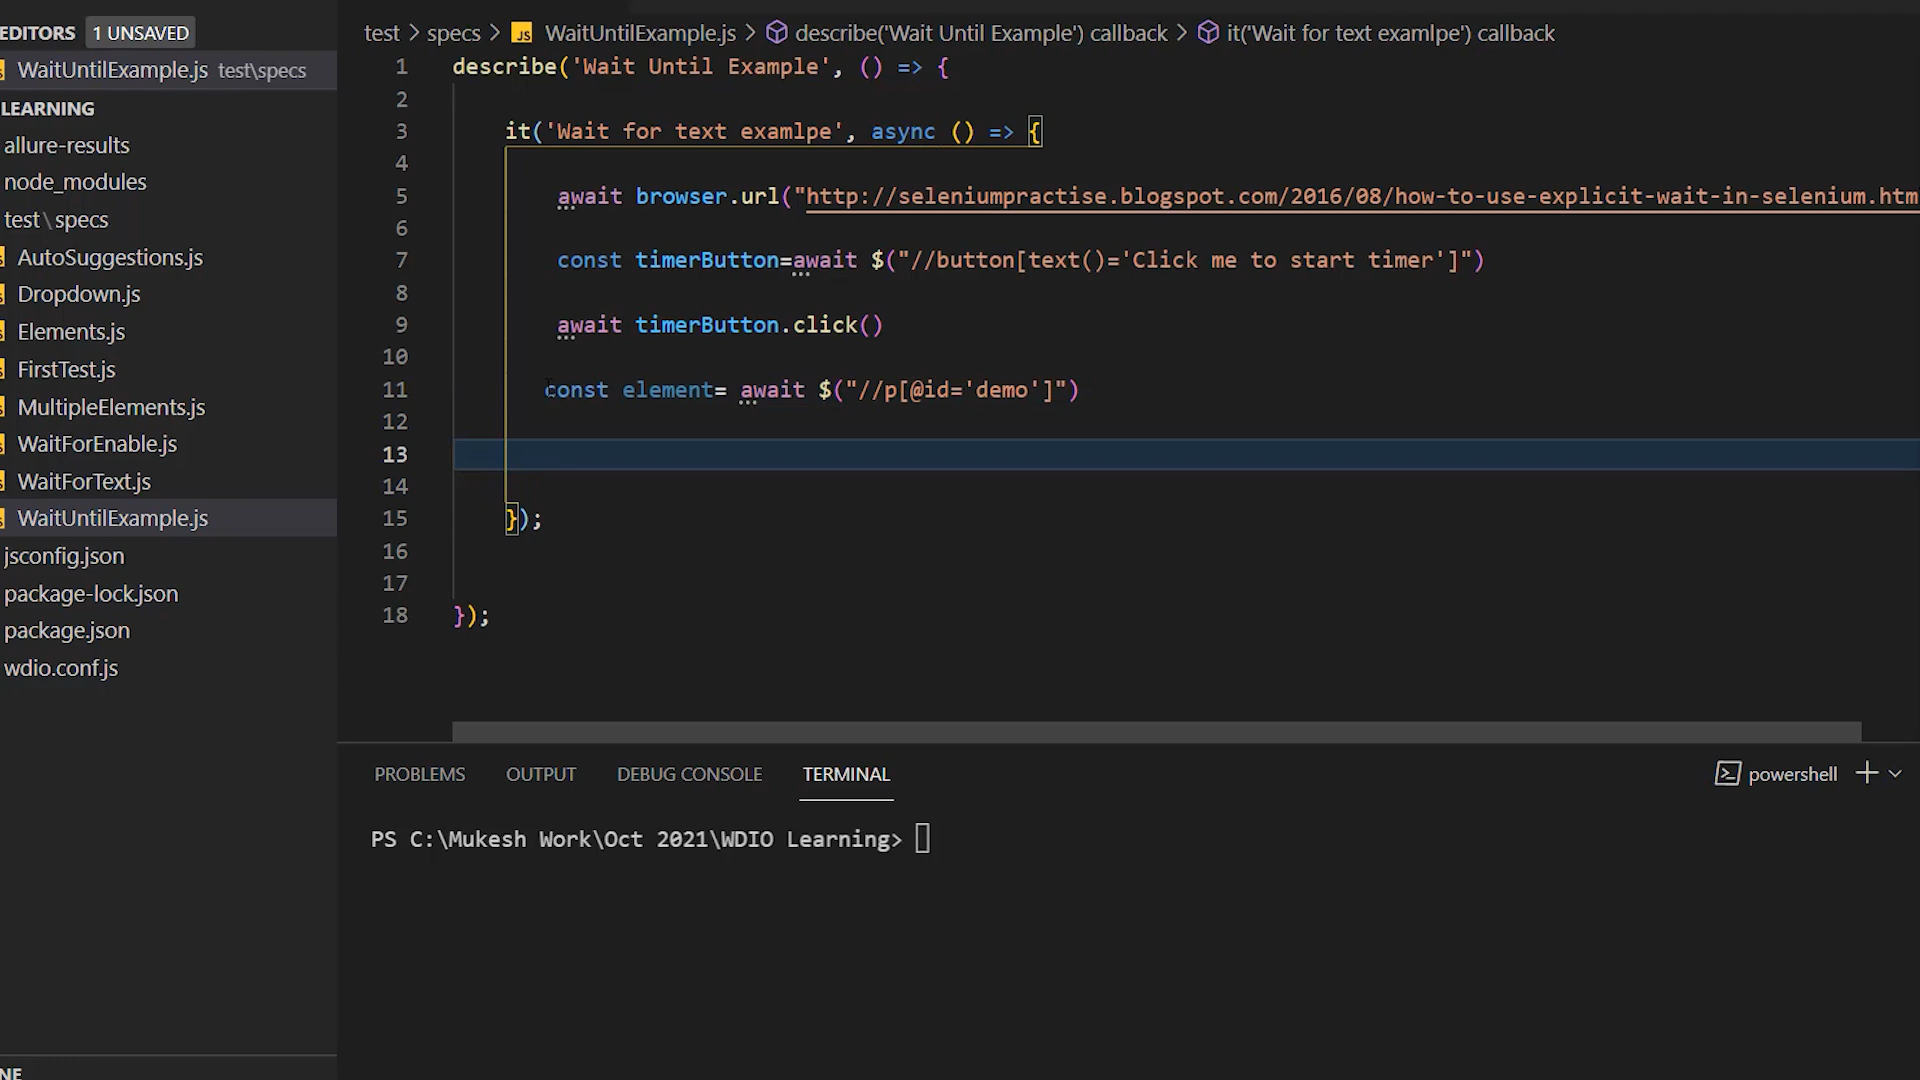 EDITORS 1 UNSAVED
WaitUntilExample.js test\specs
LEARNING
allure-results
node_modules
test\specs
AutoSuggestions.js
Dropdown.js
Elements.js
FirstTest.js
MultipleElements.js
WaitForEnable.js
WaitForText.js
WaitUntilExample.js
jsconfig.json
package-lock.json
package.json
wdio.conf.js
NE
test > specs > JS WaitUntilExample.js > describe('Wait Until Example') callback > it('Wait for text examlpe') callback
1 describe('Wait Until Example', () => {
2
3 it('Wait for text examlpe', async () => {
4
5 await browser.url("http://seleniumpractise.blogspot.com/2016/08/how-to-use-explicit-wait-in-selenium.htm
6
7 const timerButton=await $("//button[text()='Click me to start timer']")
8
9 await timerButton.click()
10
11 const element= await $("//p[@id='demo']")
12
13
14
15 });
16
17
18 });
PROBLEMS OUTPUT DEBUG CONSOLE TERMINAL powershell
PS C:\Mukesh Work\Oct 2021\WDIO Learning>